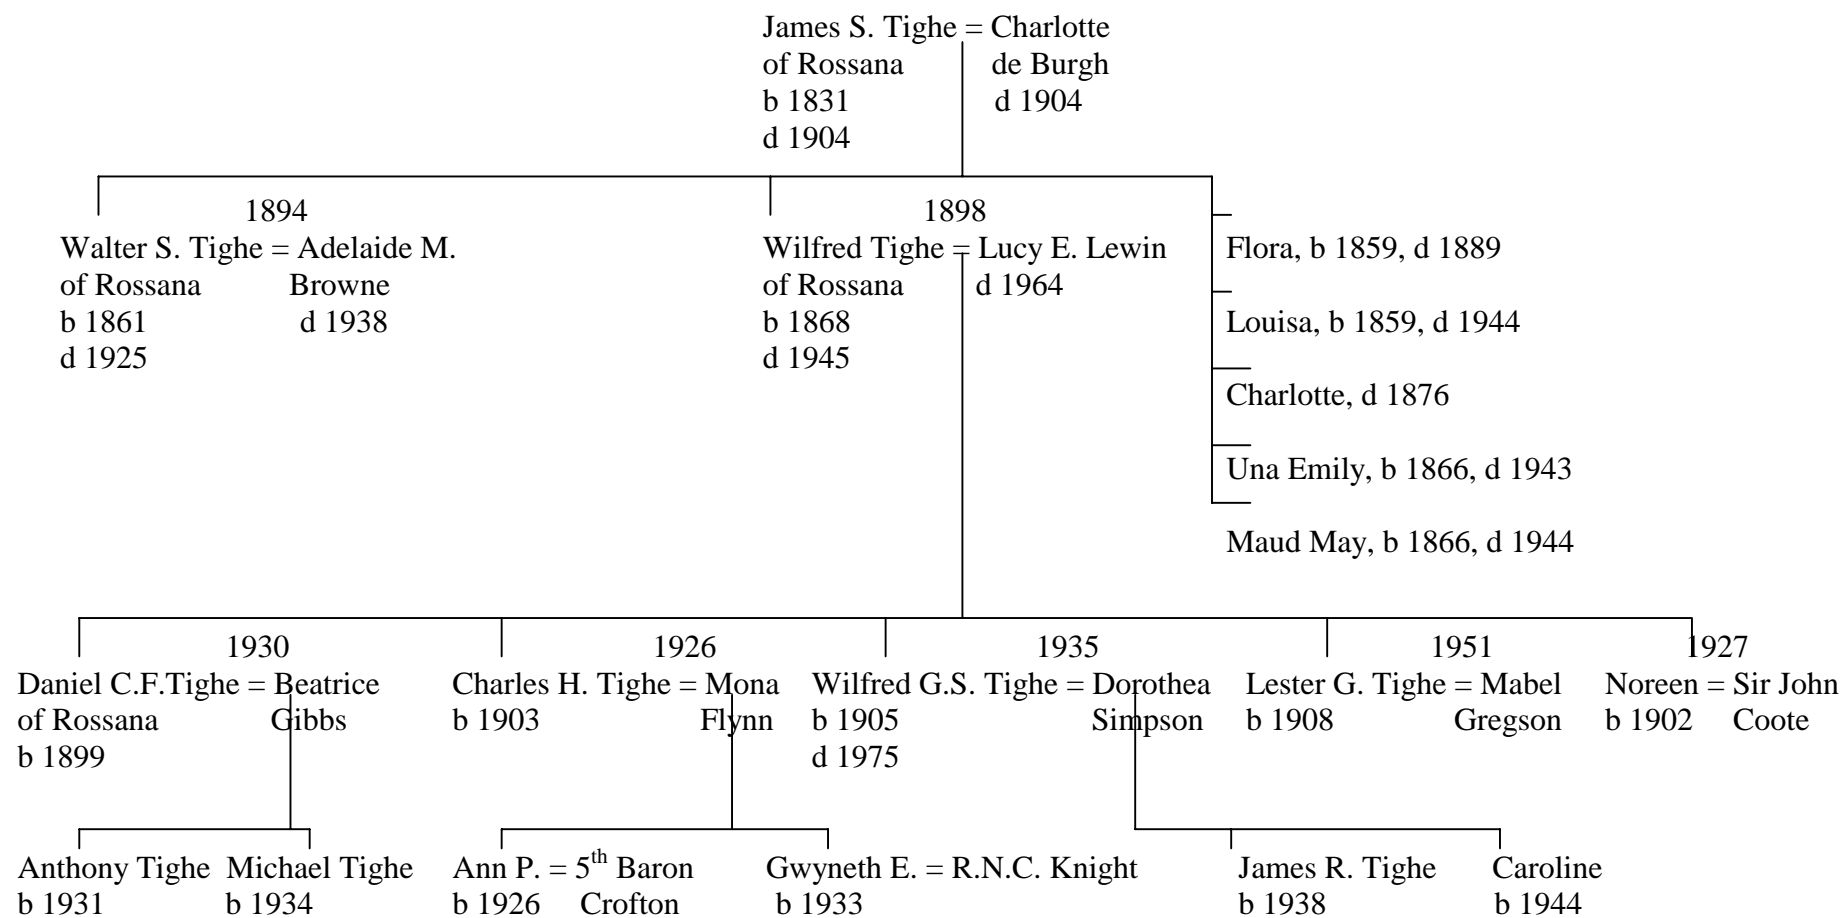 James S. Tighe = Charlotte
of Rossana de Burgh
b 1831 d 1904
d 1904
1894 1898
Walter S. Tighe = Adelaide M. Wilfred Tighe = Lucy E. Lewin Flora, b 1859, d 1889
of Rossana Browne of Rossana d 1964
b 1861 d 1938 b 1868 Louisa, b 1859, d 1944
d 1925 d 1945
Charlotte, d 1876
Una Emily, b 1866, d 1943
Maud May, b 1866, d 1944
1930 1926 1935 1951 1927
Daniel C.F.Tighe = Beatrice Charles H. Tighe = Mona Wilfred G.S. Tighe = Dorothea Lester G. Tighe = Mabel Noreen = Sir John
of Rossana Gibbs b 1903 Flynn b 1905 Simpson b 1908 Gregson b 1902 Coote
b 1899 d 1975
Anthony Tighe Michael Tighe Ann P. = 5th Baron Gwyneth E. = R.N.C. Knight James R. Tighe Caroline
b 1931 b 1934 b 1926 Crofton b 1933 b 1938 b 1944